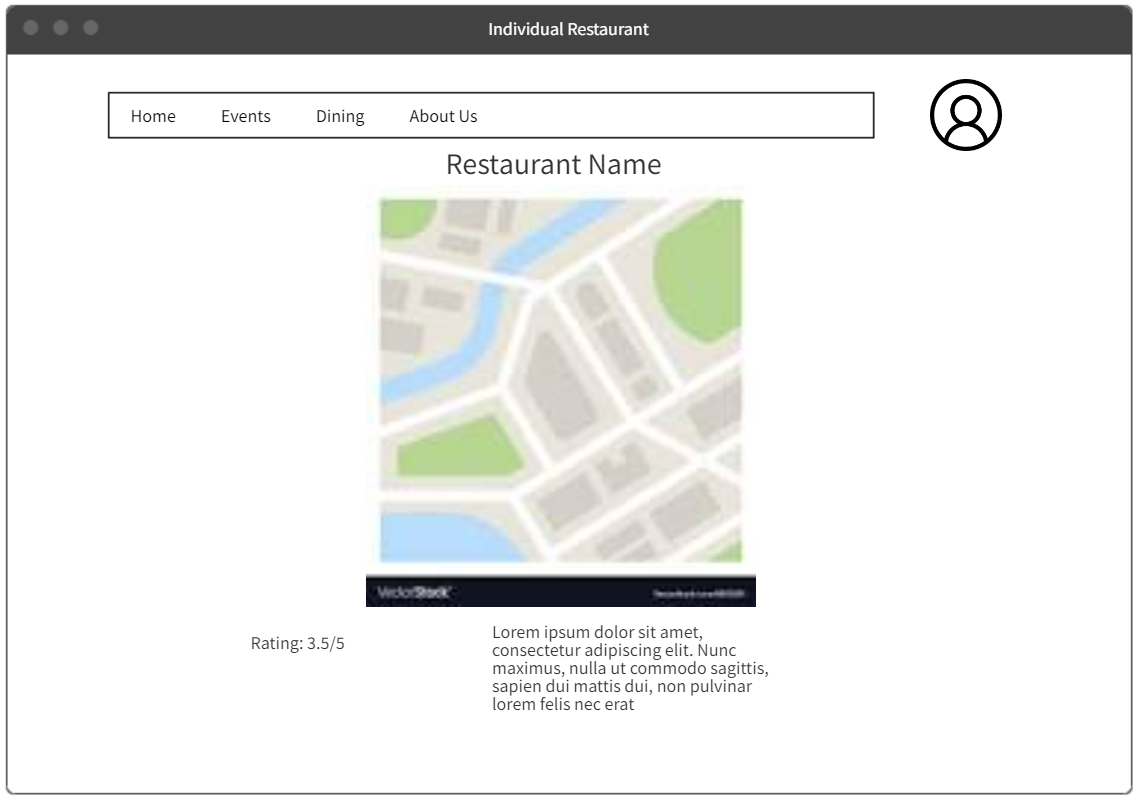 Individual Restaurant
Home Events Dining About Us
Restaurant Name
VectorStock
Rating: 3.5/5
Lorem ipsum dolor sit amet,
consectetur adipiscing elit. Nunc
maximus, nulla ut commodo sagittis,
sapien dui mattis dui, non pulvinar
lorem felis nec erat